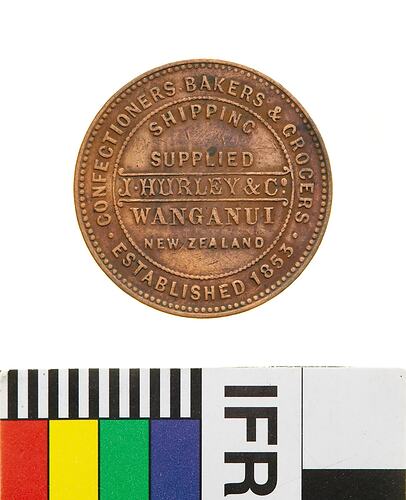 CONFECTIONERS BAKERS & GROCERS
SHIPPING
SUPPLIED
J·HURLEY & Cº
WANGANUI
NEW ZEALAND
· ESTABLISHED 1853 ·
IFR